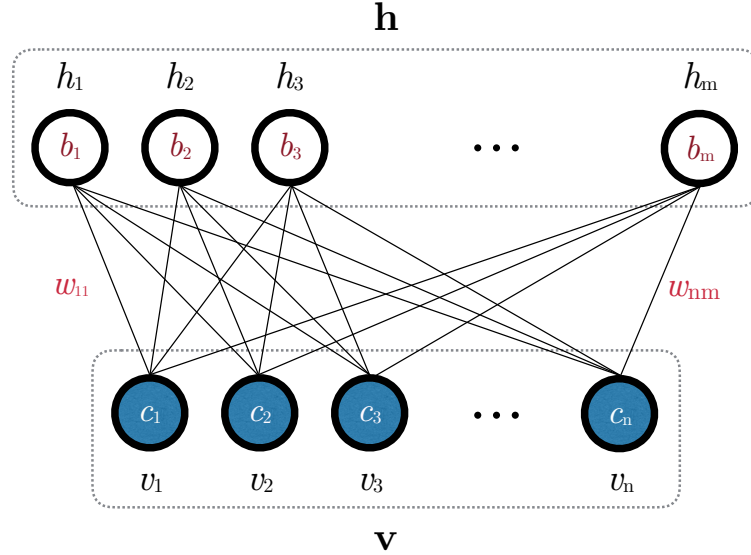 h
h₁ h₂ h₃ hₘ
b₁ b₂ b₃ ··· bₘ
w₁₁ wₙₘ
c₁ c₂ c₃ ··· cₙ
v₁ v₂ v₃ vₙ
v